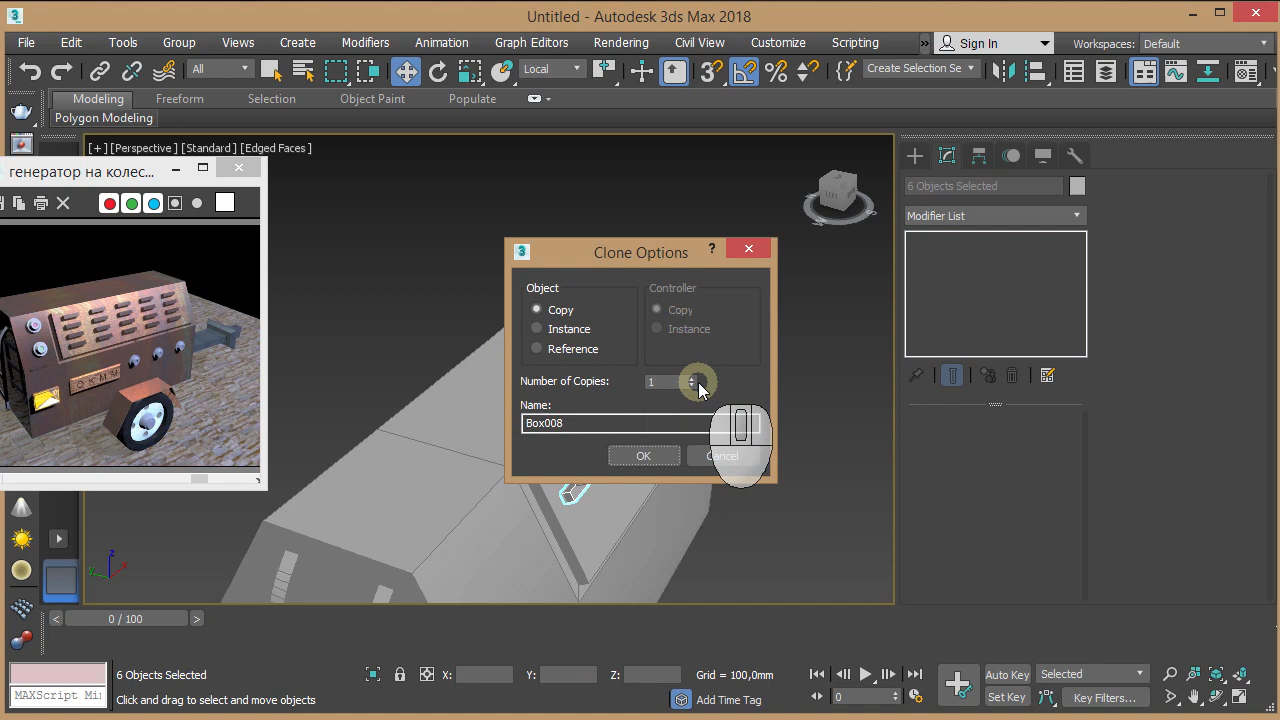 Untitled - Autodesk 3ds Max 2018
File Edit Tools Group Views Create Modifiers Animation Graph Editors Rendering Civil View Customize Scripting » Sign In Workspaces: Default
All Local Create Selection Se
Modeling Freeform Selection Object Paint Populate
Polygon Modeling
[+] [Perspective] [Standard] [Edged Faces]
генератор на колес...
6 Objects Selected
Modifier List
LEFT
Clone Options
Object
Copy
Instance
Reference
Controller
Copy
Instance
Number of Copies: 1
Name:
Box008
OK Cancel
z
y
x
< 0 / 100 >
6 Objects Selected X: Y: Z: Grid = 100,0mm Auto Key Selected
MAXScript Mi
Click and drag to select and move objects
Add Time Tag 0 Set Key Key Filters...